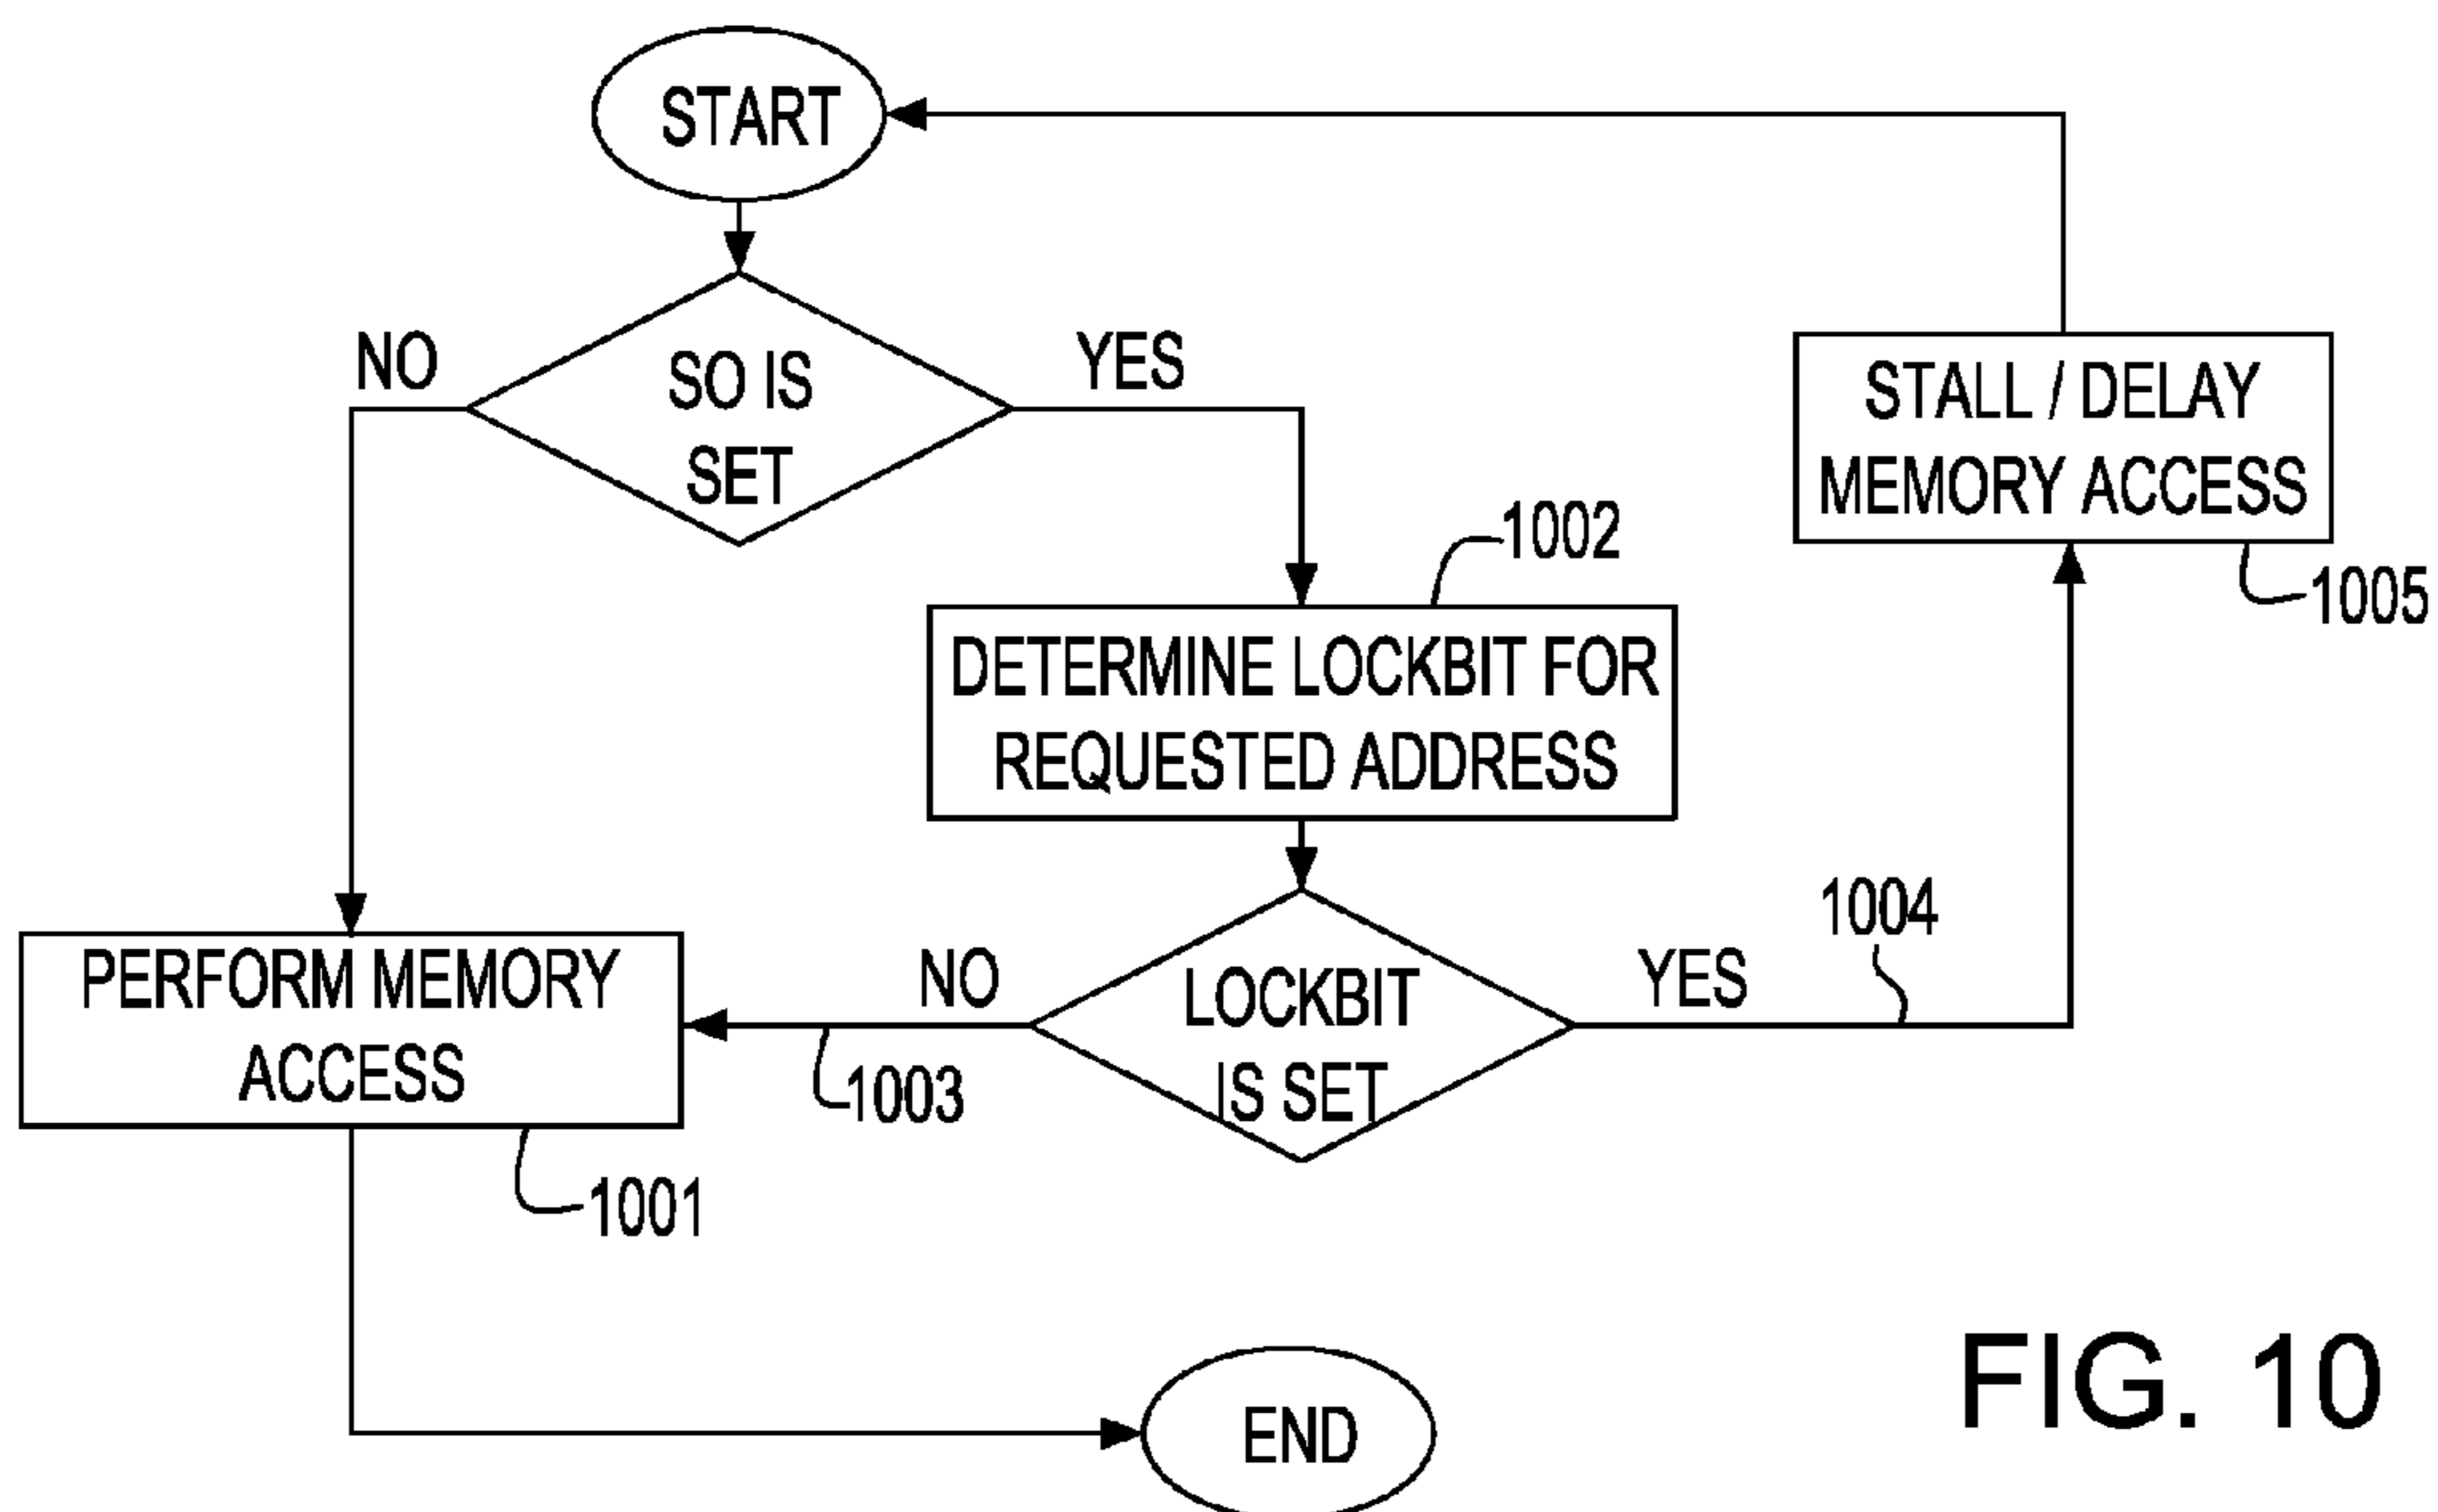 START
NO
SO IS
SET
YES
STALL / DELAY
MEMORY ACCESS
1005
1002
DETERMINE LOCKBIT FOR
REQUESTED ADDRESS
PERFORM MEMORY
ACCESS
1001
NO
1003
LOCKBIT
IS SET
YES
1004
END
FIG. 10